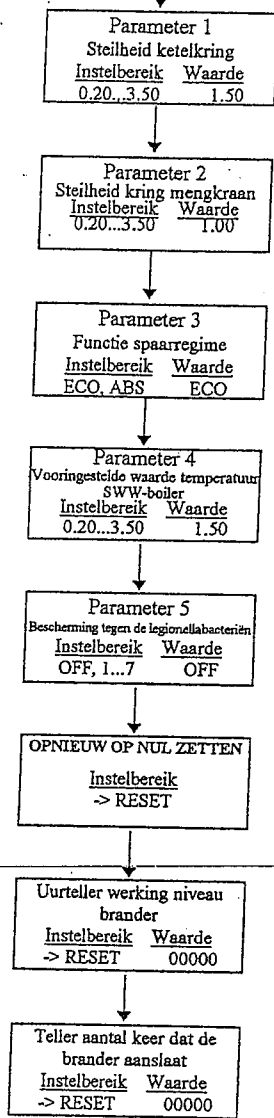 Parameter 1
Steilheid ketelkring
Instelbereik Waarde
0.20...3.50 1.50
Parameter 2
Steilheid kring mengkraan
Instelbereik Waarde
0.20...3.50 1.00
Parameter 3
Functie spaarregime
Instelbereik Waarde
ECO, ABS ECO
Parameter 4
Vooringestelde waarde temperatuur
SWW-boiler
Instelbereik Waarde
0.20...3.50 1.50
Parameter 5
Bescherming tegen de legionellabacteriën
Instelbereik Waarde
OFF, 1...7 OFF
OPNIEUW OP NUL ZETTEN
Instelbereik
-> RESET
Uurteller werking niveau
brander
Instelbereik Waarde
-> RESET 00000
Teller aantal keer dat de
brander aanslaat
Instelbereik Waarde
-> RESET 00000